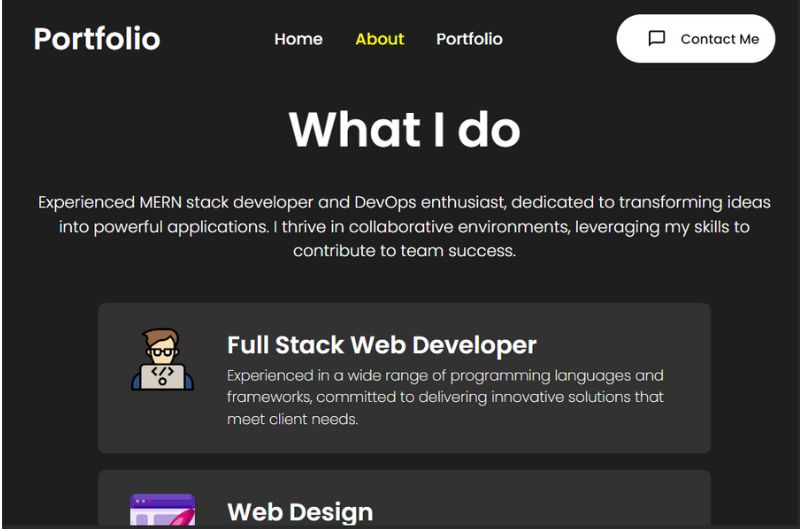 Portfolio
Home About Portfolio
Contact Me
What I do
Experienced MERN stack developer and DevOps enthusiast, dedicated to transforming ideas
into powerful applications. I thrive in collaborative environments, leveraging my skills to
contribute to team success.
Full Stack Web Developer
Experienced in a wide range of programming languages and
frameworks, committed to delivering innovative solutions that
meet client needs.
Web Design